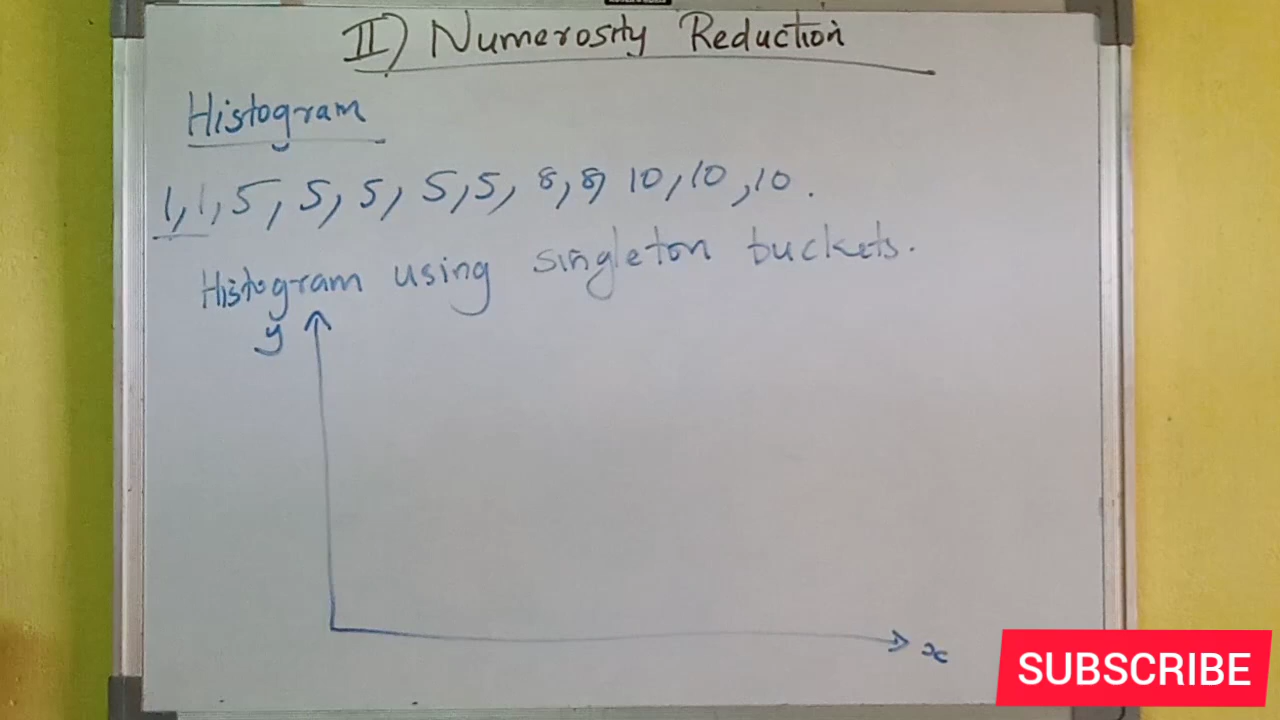 II) Numerosity Reduction
Histogram
1, 1, 5, 5, 5, 5, 5, 8, 8, 10, 10, 10.
Histogram using singleton buckets.
y
x
SUBSCRIBE